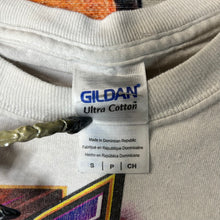 GILDAN
Ultra Cotton
Made in Dominican Republic
Fabriqué en République Dominicaine
Hecho en República Dominicana
S | P | CH